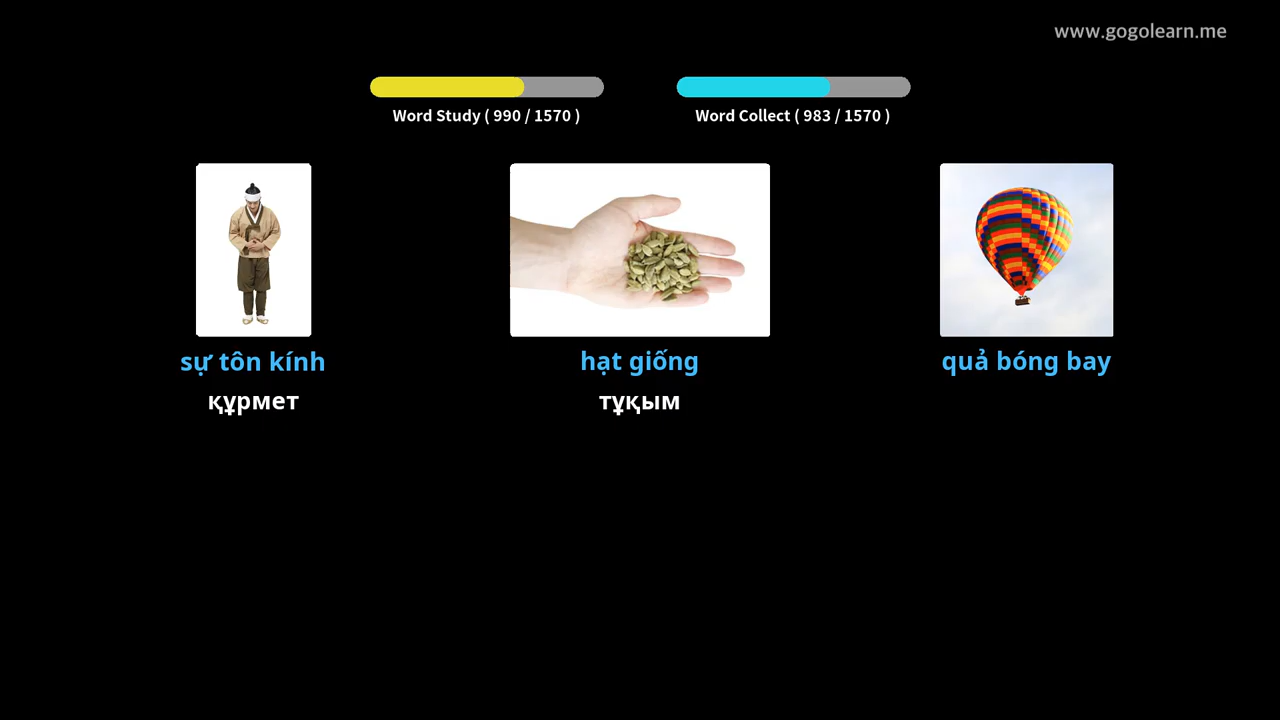 www.gogolearn.me
Word Study ( 990 / 1570 )
Word Collect ( 983 / 1570 )
sự tôn kính
hạt giống
quả bóng bay
құрмет
тұқым